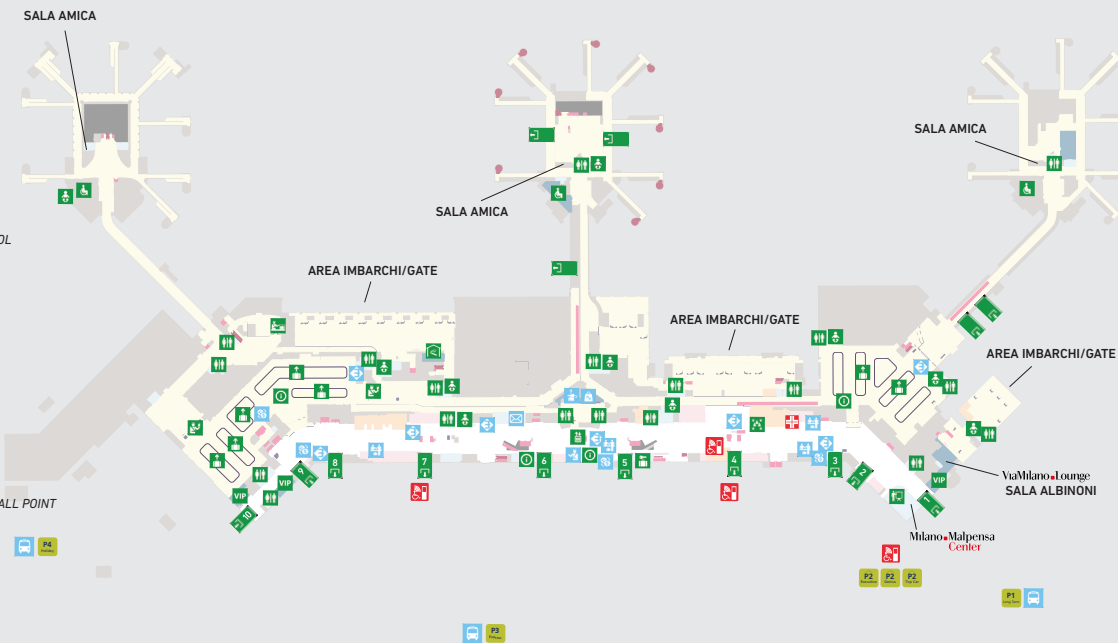 SALA AMICA
SALA AMICA
SALA AMICA
OL
AREA IMBARCHI/GATE
AREA IMBARCHI/GATE
AREA IMBARCHI/GATE
9
8
7
6
5
4
3
2
1
10
VIP
VIP
VIP
ViaMilano Lounge
SALA ALBINONI
ALL POINT
Milano Malpensa
Center
P4
Holiday
P2
P2
P2
P1
P3